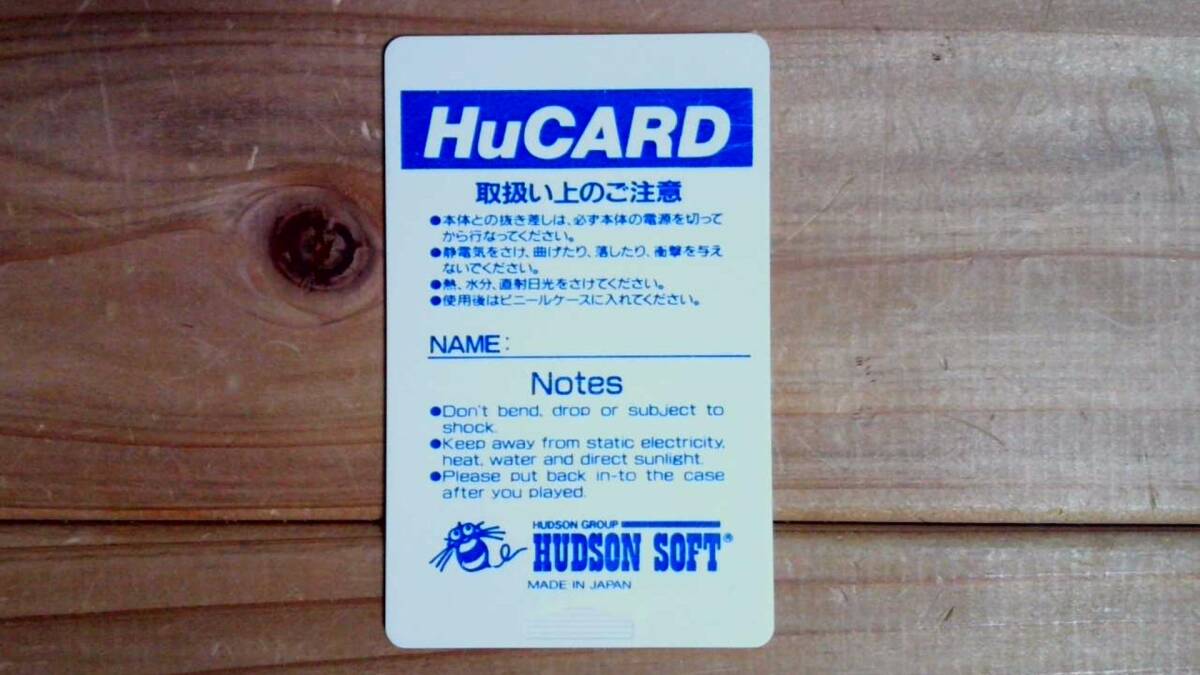 HuCARD
取扱い上のご注意
●本体との抜き差しは、必ず本体の電源を切って
から行なってください。
●静電気をさけ、曲げたり、落したり、衝撃を与え
ないでください。
●熱、水分、直射日光をさけてください。
●使用後はビニールケースに入れてください。
NAME:
Notes
●Don't bend, drop or subject to
shock.
●Keep away from static electricity,
heat, water and direct sunlight.
●Please put back in-to the case
after you played.
HUDSON GROUP
HUDSON SOFT®
MADE IN JAPAN